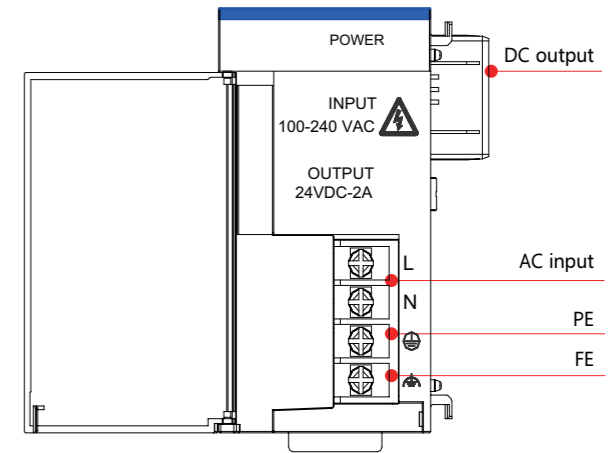 POWER
DC output
INPUT
100-240 VAC
OUTPUT
24VDC-2A
L
AC input
N
PE
FE